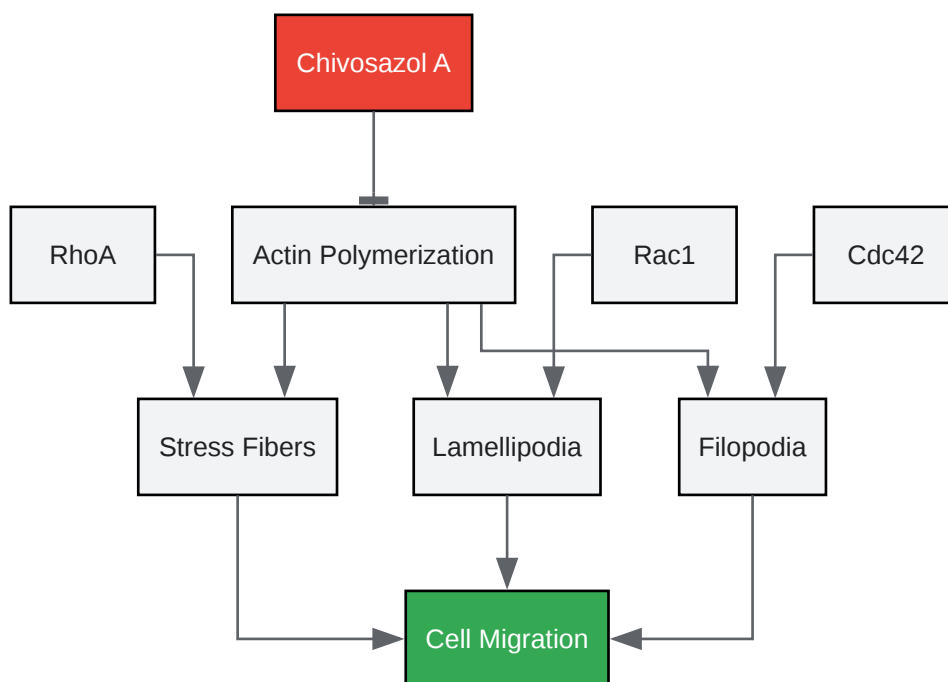 Chivosazol A
RhoA
Actin Polymerization
Rac1
Cdc42
Stress Fibers
Lamellipodia
Filopodia
Cell Migration